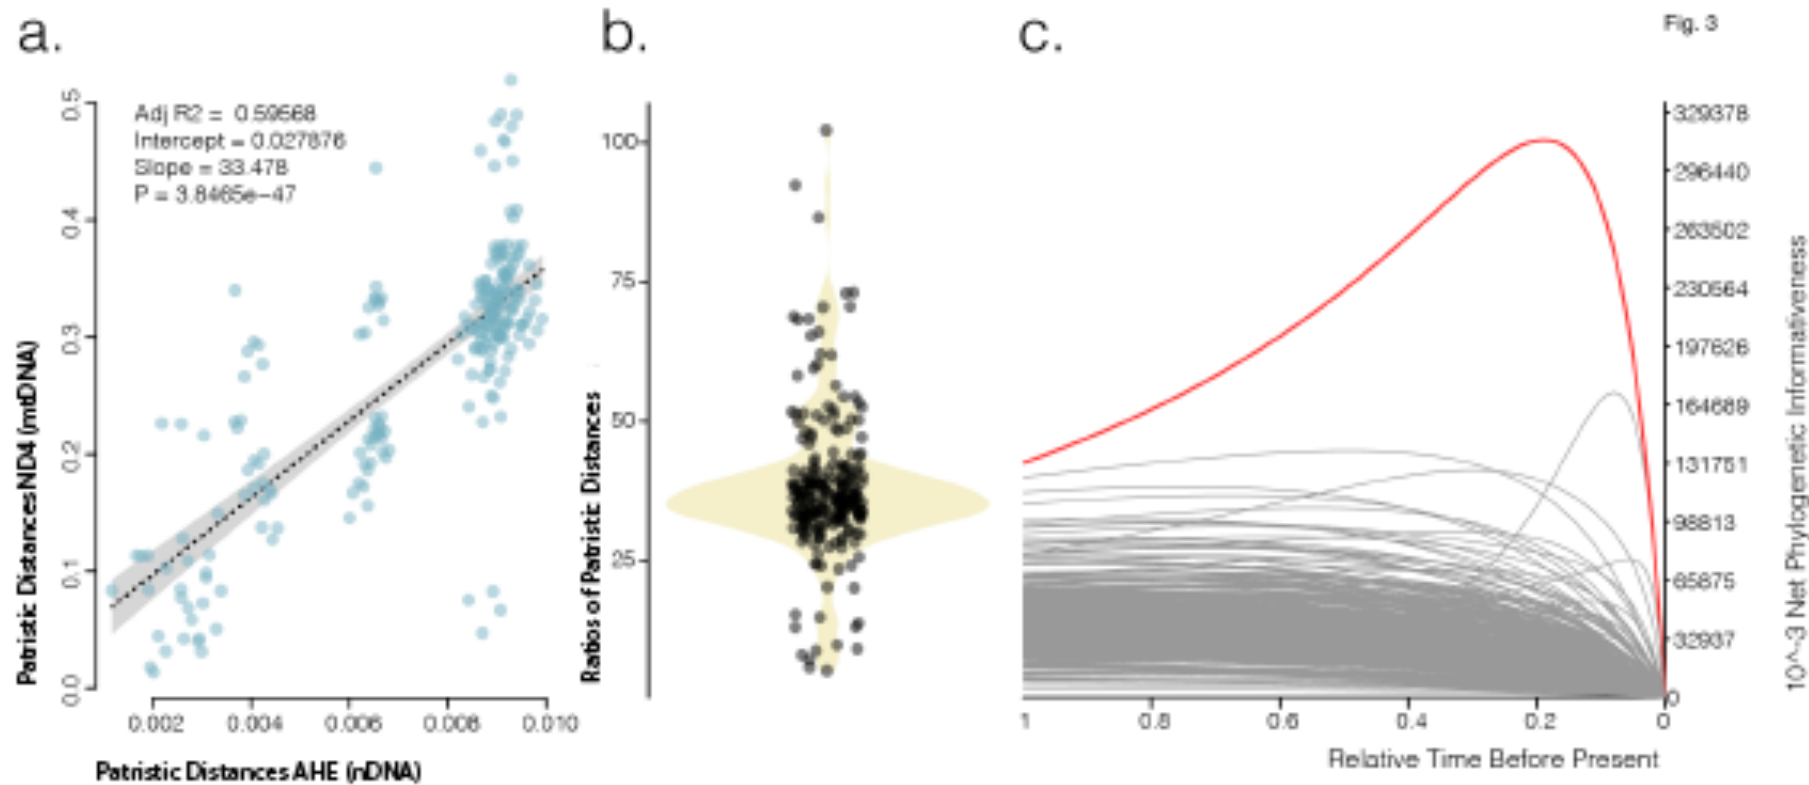 a.
b.
c.
Fig. 3
Adj R2 = 0.59568
Intercept = 0.027876
Slope = 33.478
P = 3.8465e−47
Patristic Distances ND4 (mtDNA)
0.5
0.4
0.3
0.2
0.1
0.0
0.002 0.004 0.006 0.008 0.010
Patristic Distances AHE (nDNA)
Ratios of Patristic Distances
100
75
50
25
329378
296440
263502
230564
197626
164689
131751
98813
65875
32937
0
1 0.8 0.6 0.4 0.2 0
Relative Time Before Present
10^-3 Net Phylogenetic Informativeness